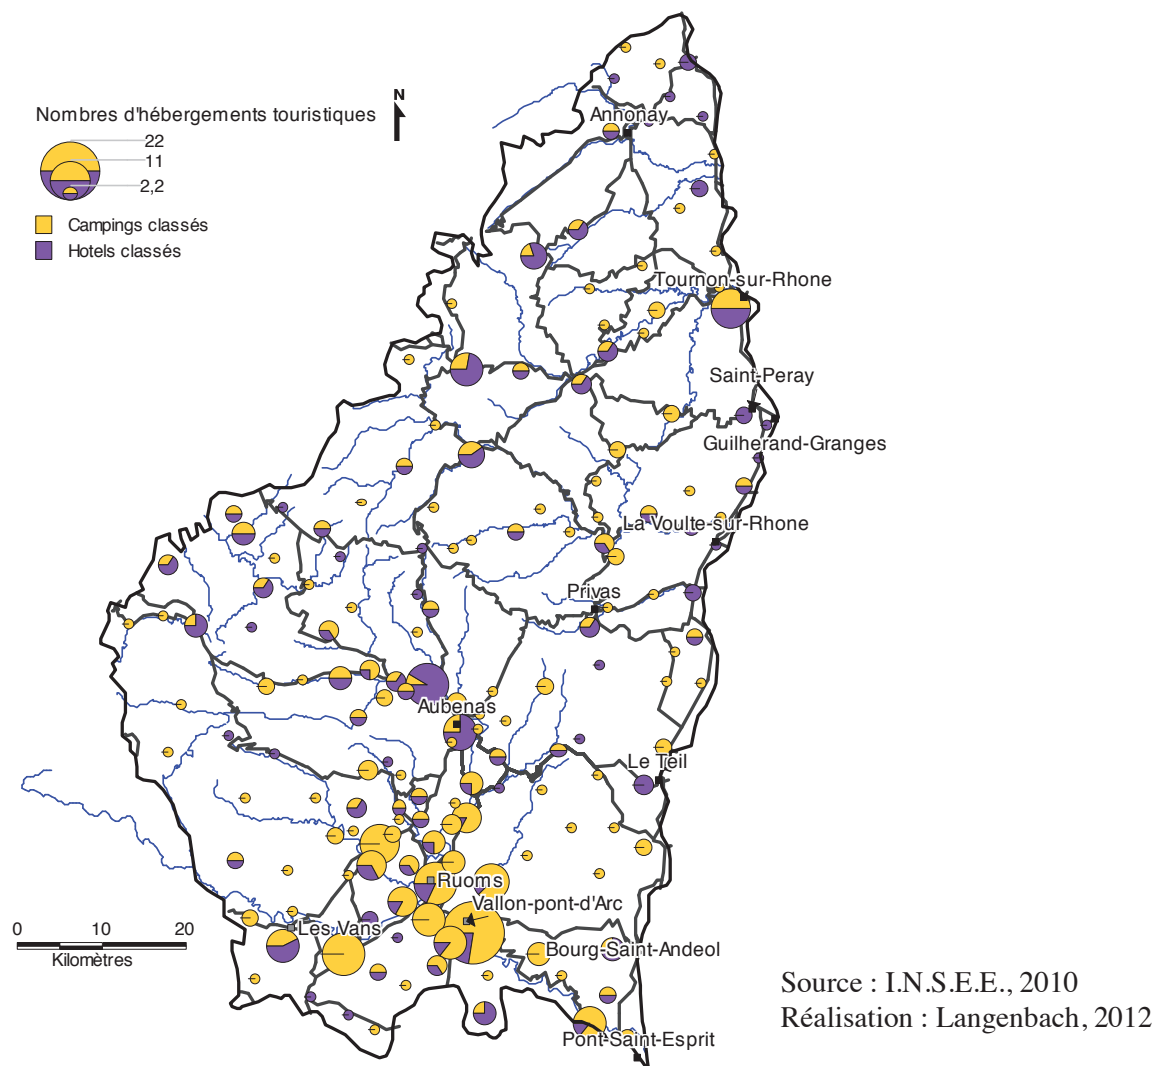 Nombres d'hébergements touristiques
22
11
2,2
Campings classés
Hotels classés
N
Annonay
Tournon-sur-Rhone
Saint-Peray
Guilherand-Granges
La Voulte-sur-Rhone
Privas
Aubenas
Le Teil
Ruoms
Vallon-pont-d'Arc
Les Vans
Bourg-Saint-Andeol
Pont-Saint-Esprit
0 10 20
Kilomètres
Source : I.N.S.E.E., 2010
Réalisation : Langenbach, 2012